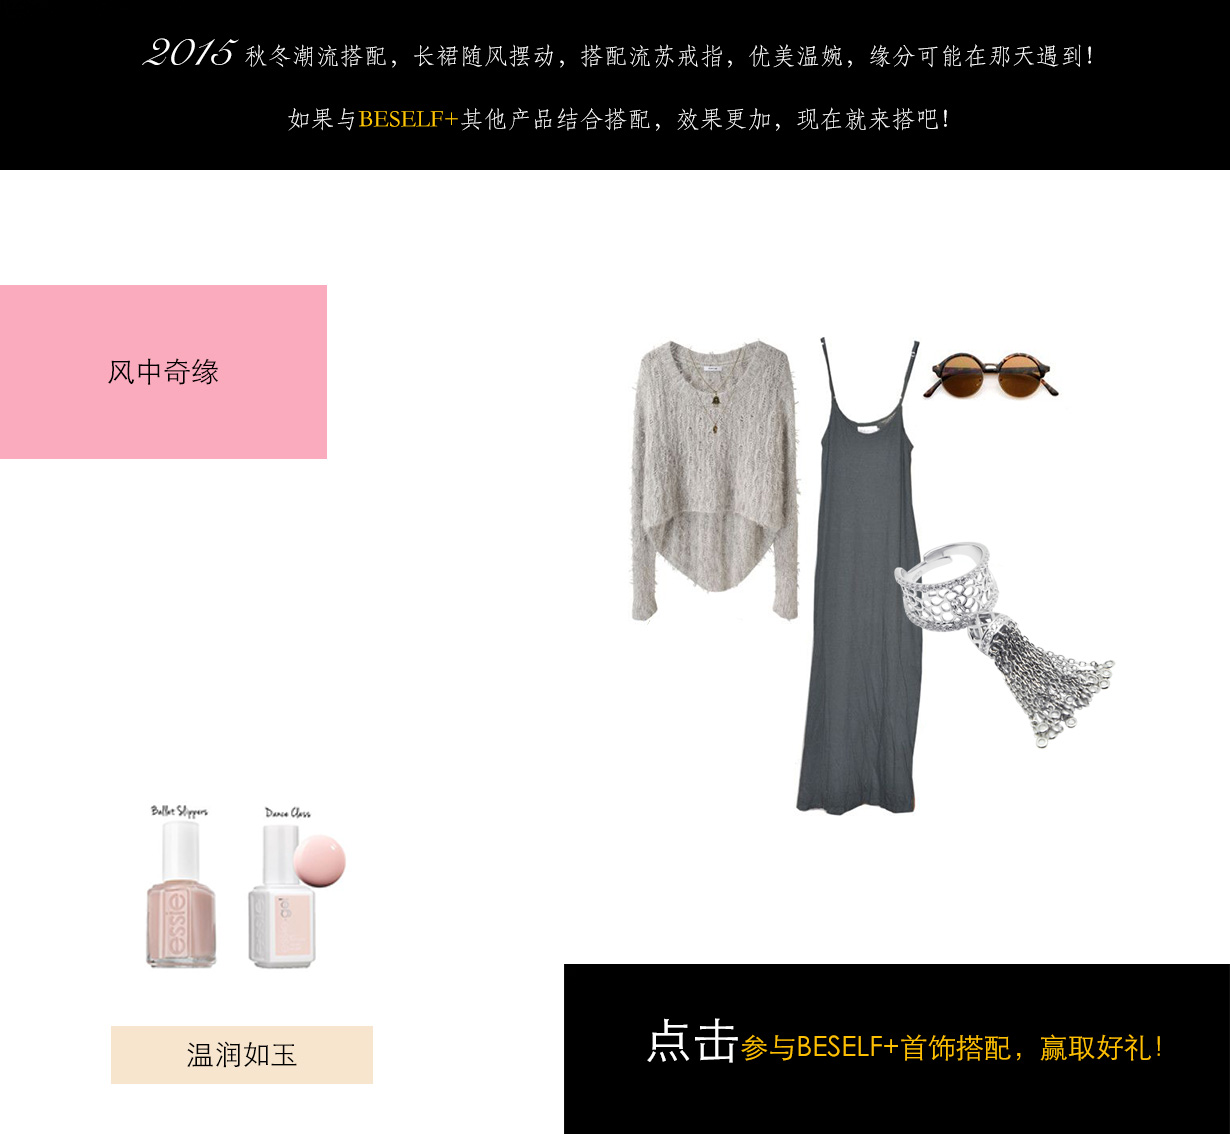 2015 秋冬潮流搭配，长裙随风摆动，搭配流苏戒指，优美温婉，缘分可能在那天遇到！
如果与BESELF+其他产品结合搭配，效果更加，现在就来搭吧！
风中奇缘
Ballet Slippers
Dance Class
essie
essie
gel
温润如玉
点击参与BESELF+首饰搭配，赢取好礼！